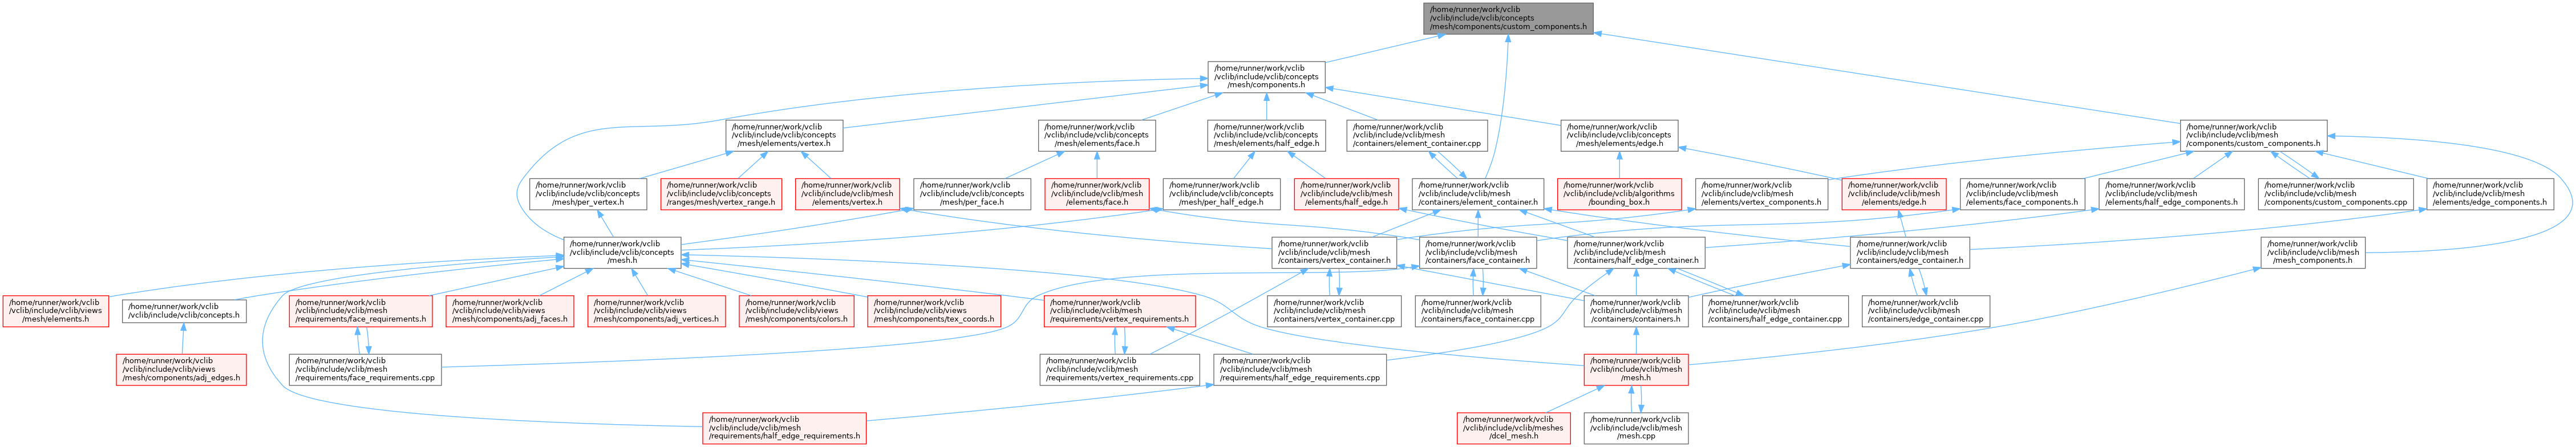 /home/runner/work/vclib
/vclib/include/vclib/concepts
/mesh/components/custom_components.h
/home/runner/work/vclib
/vclib/include/vclib/concepts
/mesh/components.h
/home/runner/work/vclib
/vclib/include/vclib/concepts
/mesh/elements/vertex.h
/home/runner/work/vclib
/vclib/include/vclib/concepts
/mesh/elements/face.h
/home/runner/work/vclib
/vclib/include/vclib/concepts
/mesh/elements/half_edge.h
/home/runner/work/vclib
/vclib/include/vclib/mesh
/containers/element_container.cpp
/home/runner/work/vclib
/vclib/include/vclib/concepts
/mesh/elements/edge.h
/home/runner/work/vclib
/vclib/include/vclib/mesh
/components/custom_components.h
/home/runner/work/vclib
/vclib/include/vclib/concepts
/mesh/per_vertex.h
/home/runner/work/vclib
/vclib/include/vclib/concepts
/ranges/mesh/vertex_range.h
/home/runner/work/vclib
/vclib/include/vclib/mesh
/elements/vertex.h
/home/runner/work/vclib
/vclib/include/vclib/concepts
/mesh/per_face.h
/home/runner/work/vclib
/vclib/include/vclib/mesh
/elements/face.h
/home/runner/work/vclib
/vclib/include/vclib/concepts
/mesh/per_half_edge.h
/home/runner/work/vclib
/vclib/include/vclib/mesh
/elements/half_edge.h
/home/runner/work/vclib
/vclib/include/vclib/mesh
/containers/element_container.h
/home/runner/work/vclib
/vclib/include/vclib/algorithms
/bounding_box.h
/home/runner/work/vclib
/vclib/include/vclib/mesh
/elements/vertex_components.h
/home/runner/work/vclib
/vclib/include/vclib/mesh
/elements/edge.h
/home/runner/work/vclib
/vclib/include/vclib/mesh
/elements/face_components.h
/home/runner/work/vclib
/vclib/include/vclib/mesh
/elements/half_edge_components.h
/home/runner/work/vclib
/vclib/include/vclib/mesh
/components/custom_components.cpp
/home/runner/work/vclib
/vclib/include/vclib/mesh
/elements/edge_components.h
/home/runner/work/vclib
/vclib/include/vclib/concepts
/mesh.h
/home/runner/work/vclib
/vclib/include/vclib/mesh
/containers/vertex_container.h
/home/runner/work/vclib
/vclib/include/vclib/mesh
/containers/face_container.h
/home/runner/work/vclib
/vclib/include/vclib/mesh
/containers/half_edge_container.h
/home/runner/work/vclib
/vclib/include/vclib/mesh
/containers/edge_container.h
/home/runner/work/vclib
/vclib/include/vclib/mesh
/mesh_components.h
/home/runner/work/vclib
/vclib/include/vclib/views
/mesh/elements.h
/home/runner/work/vclib
/vclib/include/vclib/concepts.h
/home/runner/work/vclib
/vclib/include/vclib/mesh
/requirements/face_requirements.h
/home/runner/work/vclib
/vclib/include/vclib/views
/mesh/components/adj_faces.h
/home/runner/work/vclib
/vclib/include/vclib/views
/mesh/components/adj_vertices.h
/home/runner/work/vclib
/vclib/include/vclib/views
/mesh/components/colors.h
/home/runner/work/vclib
/vclib/include/vclib/views
/mesh/components/tex_coords.h
/home/runner/work/vclib
/vclib/include/vclib/mesh
/requirements/vertex_requirements.h
/home/runner/work/vclib
/vclib/include/vclib/mesh
/containers/vertex_container.cpp
/home/runner/work/vclib
/vclib/include/vclib/mesh
/containers/face_container.cpp
/home/runner/work/vclib
/vclib/include/vclib/mesh
/containers/containers.h
/home/runner/work/vclib
/vclib/include/vclib/mesh
/containers/half_edge_container.cpp
/home/runner/work/vclib
/vclib/include/vclib/mesh
/containers/edge_container.cpp
/home/runner/work/vclib
/vclib/include/vclib/views
/mesh/components/adj_edges.h
/home/runner/work/vclib
/vclib/include/vclib/mesh
/requirements/face_requirements.cpp
/home/runner/work/vclib
/vclib/include/vclib/mesh
/requirements/vertex_requirements.cpp
/home/runner/work/vclib
/vclib/include/vclib/mesh
/requirements/half_edge_requirements.cpp
/home/runner/work/vclib
/vclib/include/vclib/mesh
/mesh.h
/home/runner/work/vclib
/vclib/include/vclib/mesh
/requirements/half_edge_requirements.h
/home/runner/work/vclib
/vclib/include/vclib/meshes
/dcel_mesh.h
/home/runner/work/vclib
/vclib/include/vclib/mesh
/mesh.cpp